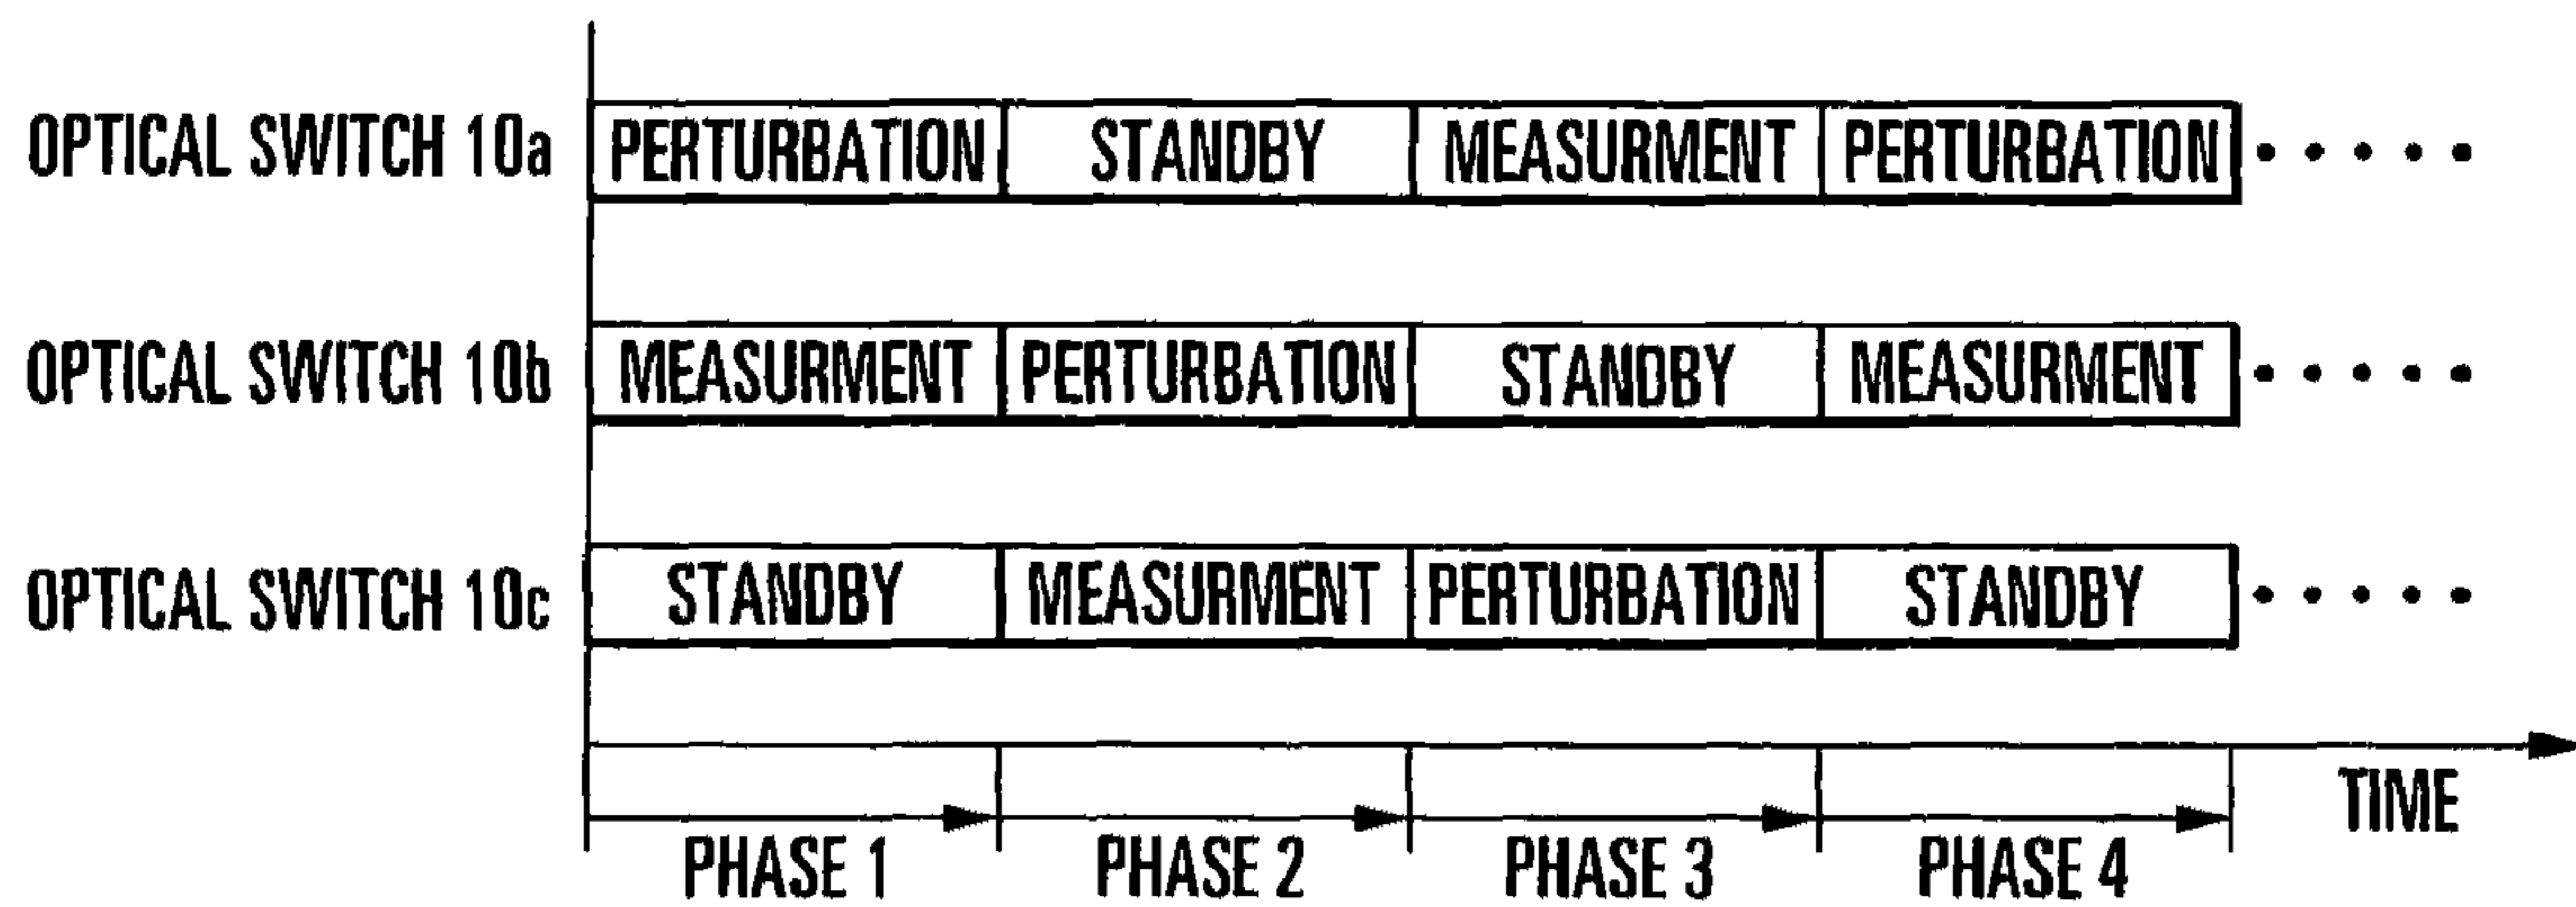 OPTICAL SWITCH 10a PERTURBATION STANDBY MEASURMENT PERTURBATION
OPTICAL SWITCH 10b MEASURMENT PERTURBATION STANDBY MEASURMENT
OPTICAL SWITCH 10c STANDBY MEASURMENT PERTURBATION STANDBY
TIME
PHASE 1 PHASE 2 PHASE 3 PHASE 4